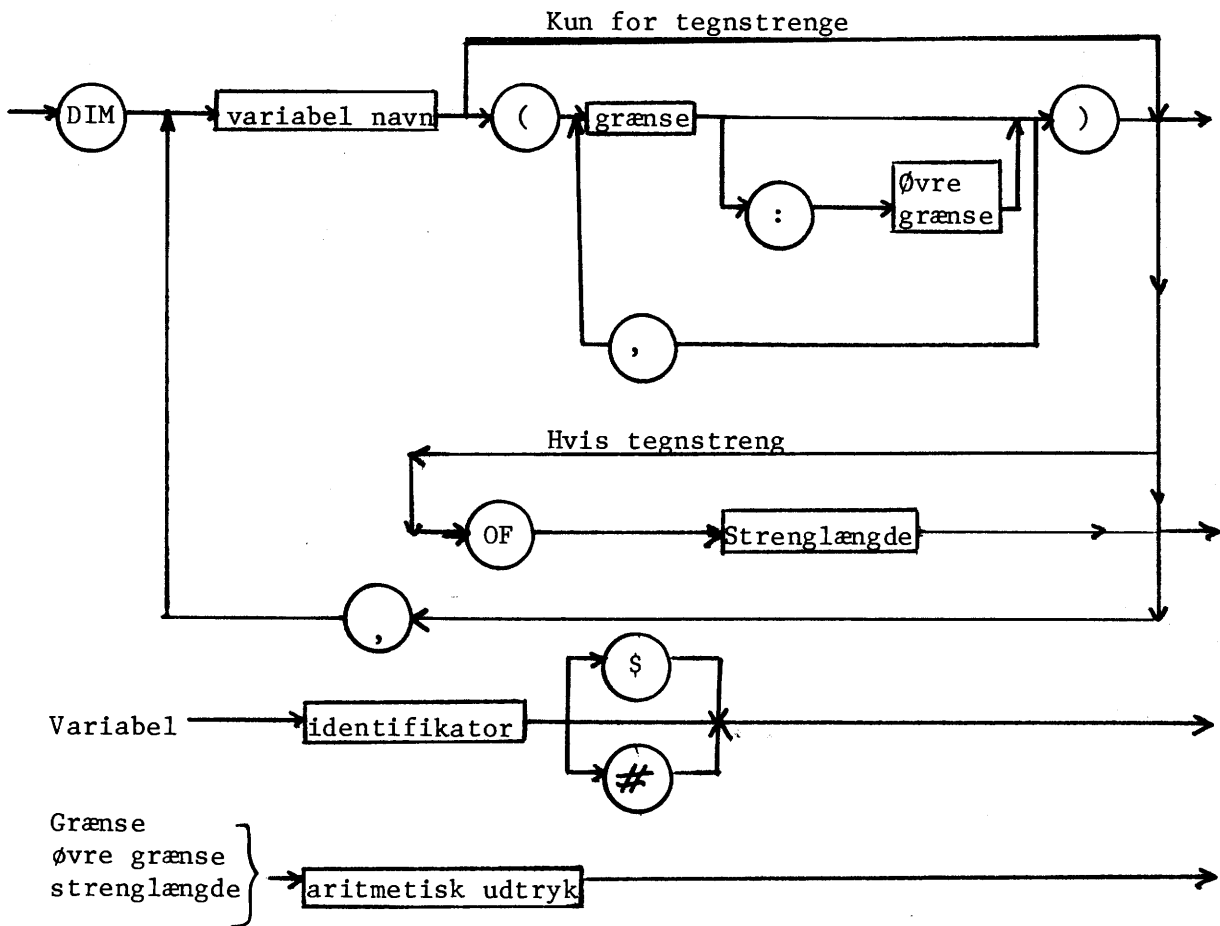 Kun for tegnstrenge
DIM
variabel navn
(
grænse
)
:
Øvre
grænse
,
Hvis tegnstreng
OF
Strenglængde
,
$
Variabel
identifikator
#
Grænse
øvre grænse
strenglængde
aritmetisk udtryk